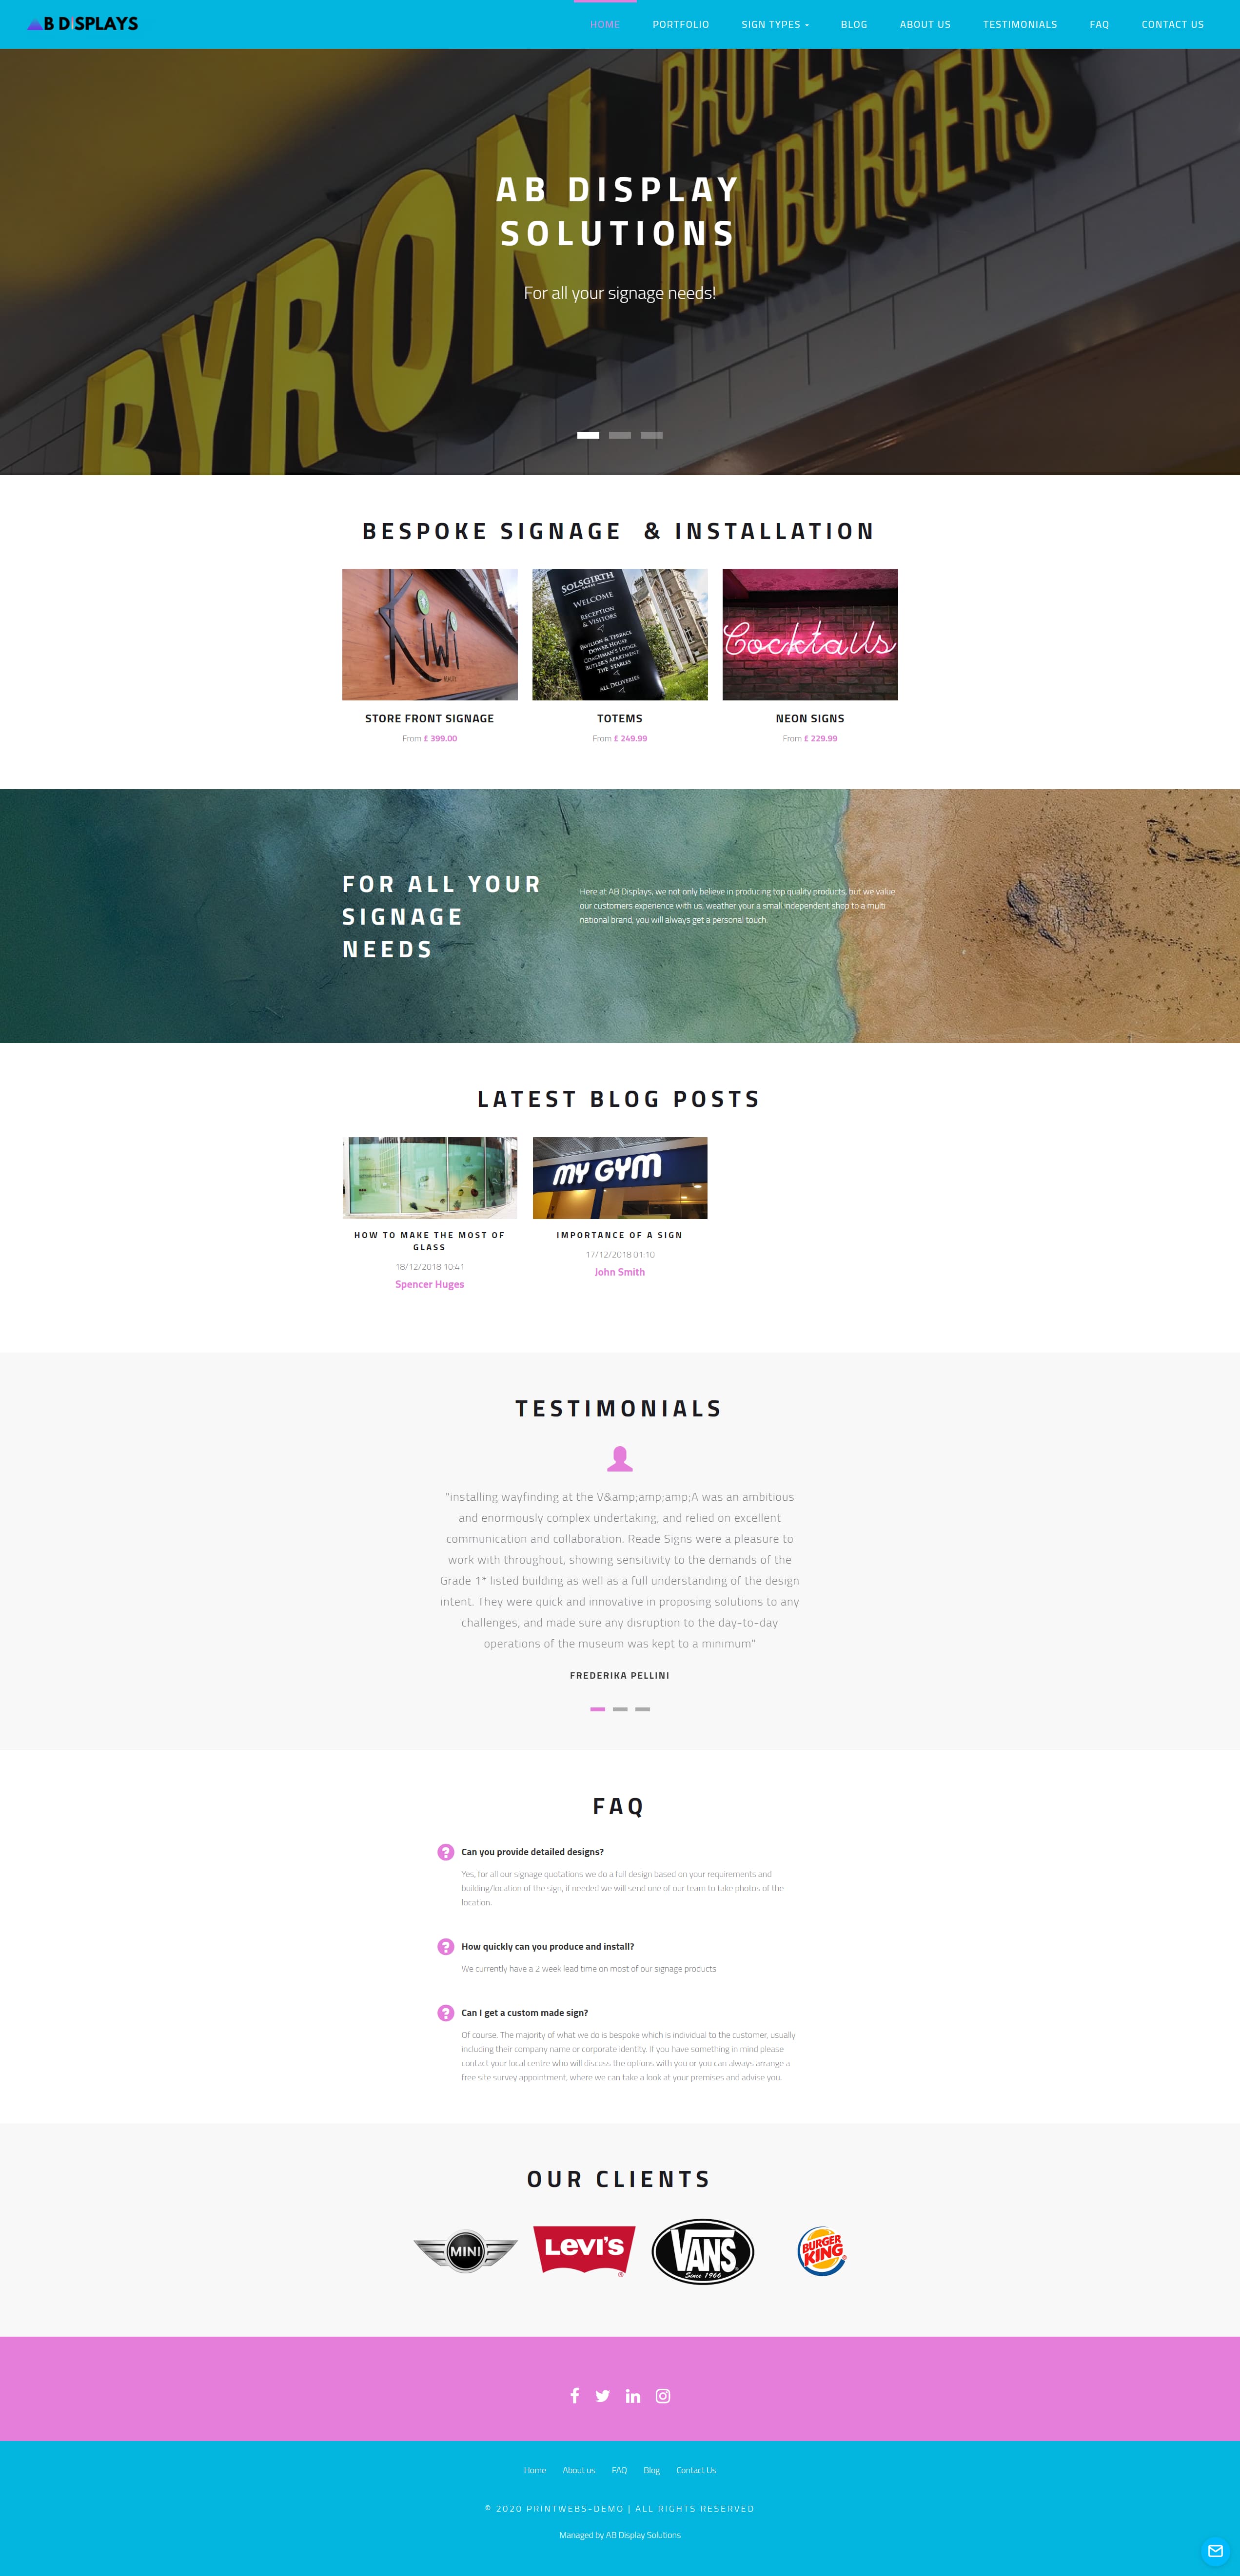 AB DISPLAYS
HOME
PORTFOLIO
SIGN TYPES
BLOG
ABOUT US
TESTIMONIALS
FAQ
CONTACT US
BYRON
PROPER
HAMBURGERS
AB DISPLAY
SOLUTIONS
For all your signage needs!
BESPOKE SIGNAGE & INSTALLATION
Kiwi
SOLSGIRTH
WELCOME
RECEPTION
& VISITORS
PAVILION & TERRACE
DOWER HOUSE
COACHMAN'S LODGE
BUTLER'S APARTMENT
THE STABLES
ALL DELIVERIES
Cocktails
STORE FRONT SIGNAGE
From £ 399.00
TOTEMS
From £ 249.99
NEON SIGNS
From £ 229.99
FOR ALL YOUR
SIGNAGE
NEEDS
Here at AB Displays, we not only believe in producing top quality products, but we value
our customers experience with us, weather your a small independent shop to a multi
national brand, you will always get a personal touch.
LATEST BLOG POSTS
MY GYM
HOW TO MAKE THE MOST OF
GLASS
18/12/2018 10:41
Spencer Huges
IMPORTANCE OF A SIGN
17/12/2018 01:10
John Smith
TESTIMONIALS
"installing wayfinding at the V&amp;amp;amp;A was an ambitious
and enormously complex undertaking, and relied on excellent
communication and collaboration. Reade Signs were a pleasure to
work with throughout, showing sensitivity to the demands of the
Grade 1* listed building as well as a full understanding of the design
intent. They were quick and innovative in proposing solutions to any
challenges, and made sure any disruption to the day-to-day
operations of the museum was kept to a minimum"
FREDERIKA PELLINI
FAQ
Can you provide detailed designs?
Yes, for all our signage quotations we do a full design based on your requirements and
building/location of the sign, if needed we will send one of our team to take photos of the
location.
How quickly can you produce and install?
We currently have a 2 week lead time on most of our signage products
Can I get a custom made sign?
Of course. The majority of what we do is bespoke which is individual to the customer, usually
including their company name or corporate identity. If you have something in mind please
contact your local centre who will discuss the options with you or you can always arrange a
free site survey appointment, where we can take a look at your premises and advise you.
OUR CLIENTS
MINI
LEVI'S
®
VANS
Since 1966
BURGER
KING
®
Home
About us
FAQ
Blog
Contact Us
© 2020 PRINTWEBS-DEMO | ALL RIGHTS RESERVED
Managed by AB Display Solutions